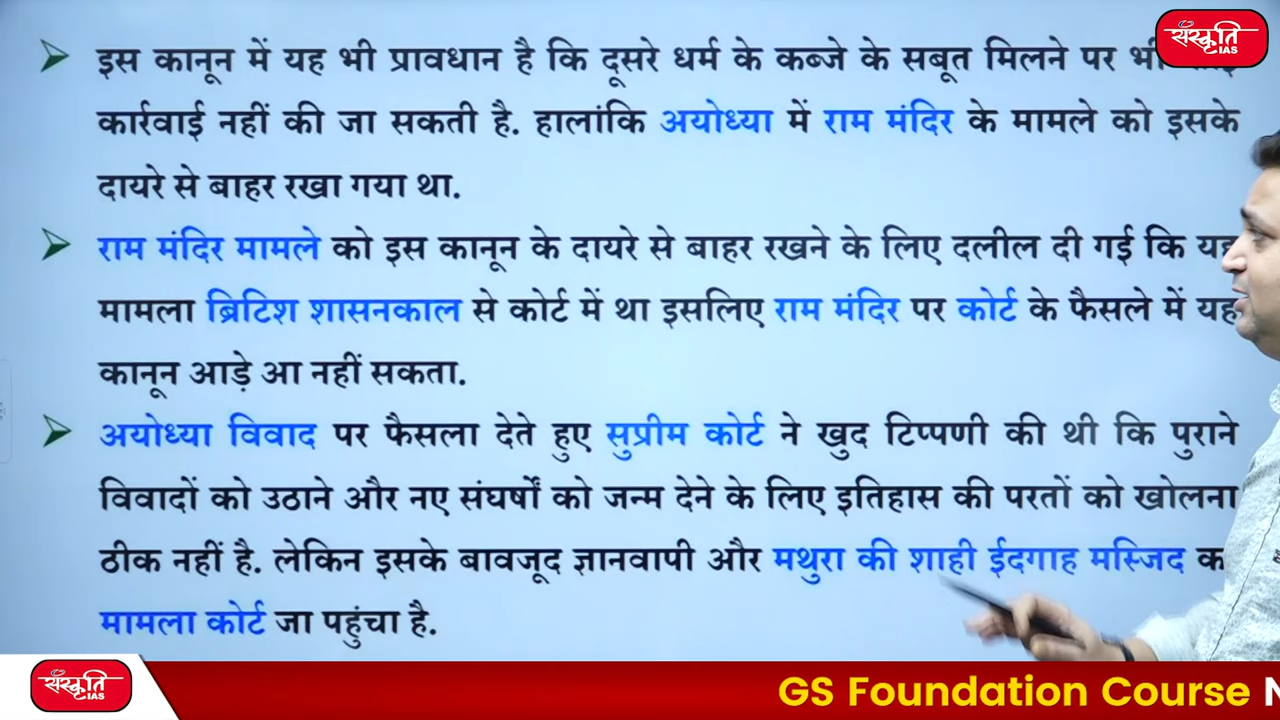 संस्कृति
IAS
इस कानून में यह भी प्रावधान है कि दूसरे धर्म के कब्जे के सबूत मिलने पर भी
कार्रवाई नहीं की जा सकती है. हालांकि अयोध्या में राम मंदिर के मामले को इसके
दायरे से बाहर रखा गया था.
राम मंदिर मामले को इस कानून के दायरे से बाहर रखने के लिए दलील दी गई कि यह
मामला ब्रिटिश शासनकाल से कोर्ट में था इसलिए राम मंदिर पर कोर्ट के फैसले में यह
कानून आड़े आ नहीं सकता.
अयोध्या विवाद पर फैसला देते हुए सुप्रीम कोर्ट ने खुद टिप्पणी की थी कि पुराने
विवादों को उठाने और नए संघर्षों को जन्म देने के लिए इतिहास की परतों को खोलना
ठीक नहीं है. लेकिन इसके बावजूद ज्ञानवापी और मथुरा की शाही ईदगाह मस्जिद
मामला कोर्ट जा पहुंचा है.
संस्कृति
IAS
GS Foundation Course